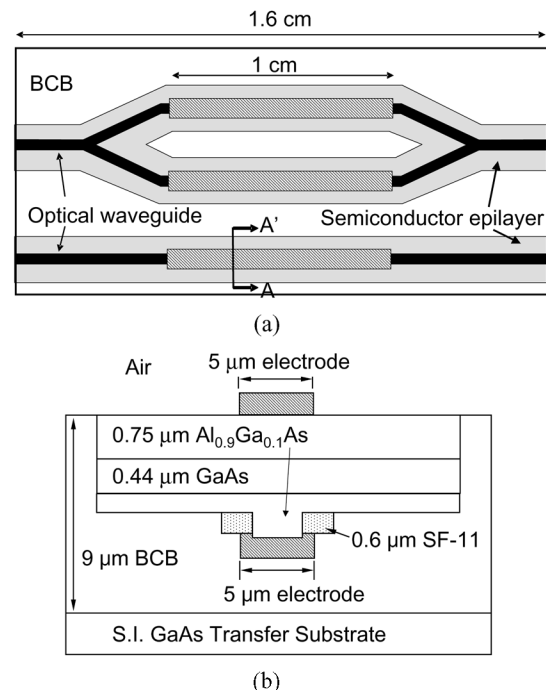 1.6 cm
1 cm
BCB
Optical waveguide
Semiconductor epilayer
A'
A
(a)
5 μm electrode
Air
0.75 μm Al₀.₉Ga₀.₁As
0.44 μm GaAs
0.6 μm SF-11
9 μm BCB
5 μm electrode
S.I. GaAs Transfer Substrate
(b)